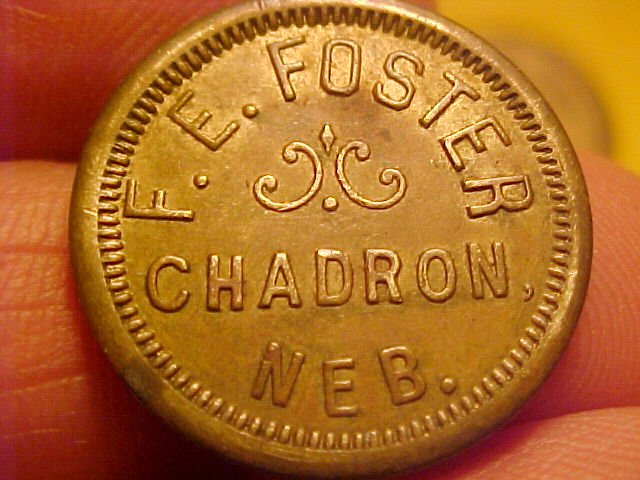 F. E. FOSTER
CHADRON,
NEB.